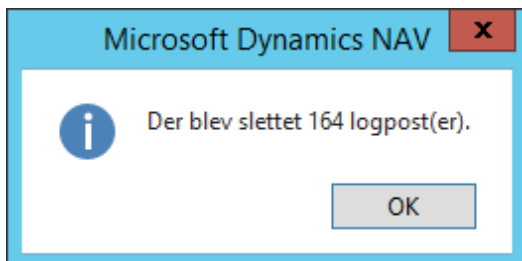 Microsoft Dynamics NAV
Der blev slettet 164 logpost(er).
OK